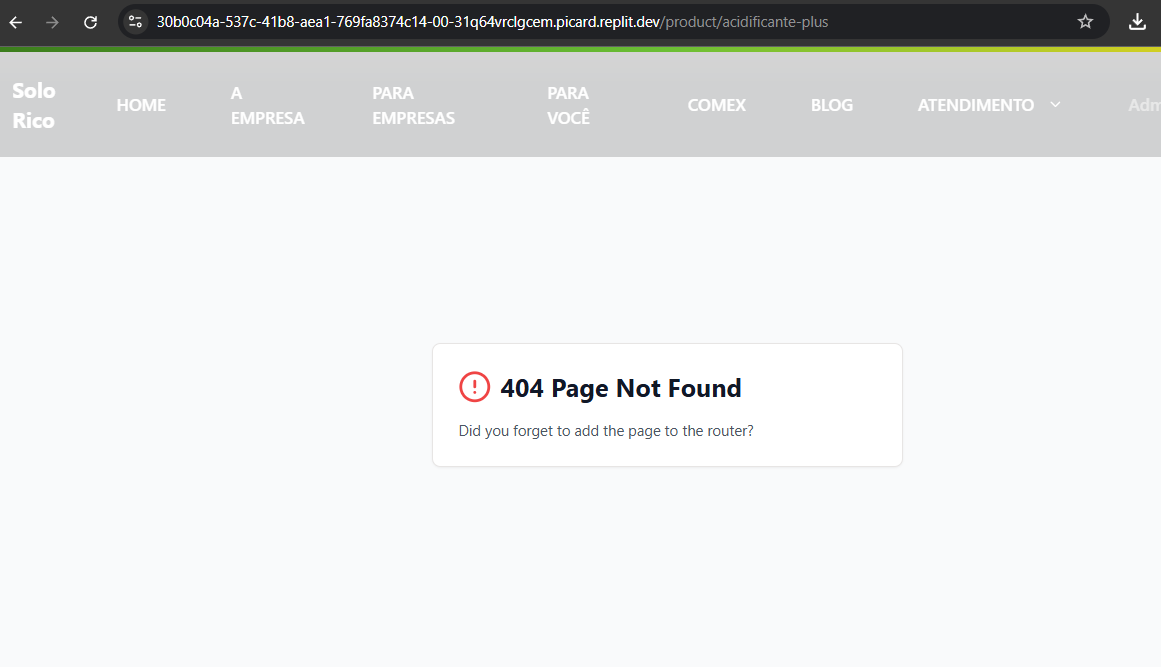 30b0c04a-537c-41b8-aea1-769fa8374c14-00-31q64vrclgcem.picard.replit.dev/product/acidificante-plus
Solo
Rico
HOME
A
EMPRESA
PARA
EMPRESAS
PARA
VOCÊ
COMEX
BLOG
ATENDIMENTO
Adm
404 Page Not Found
Did you forget to add the page to the router?